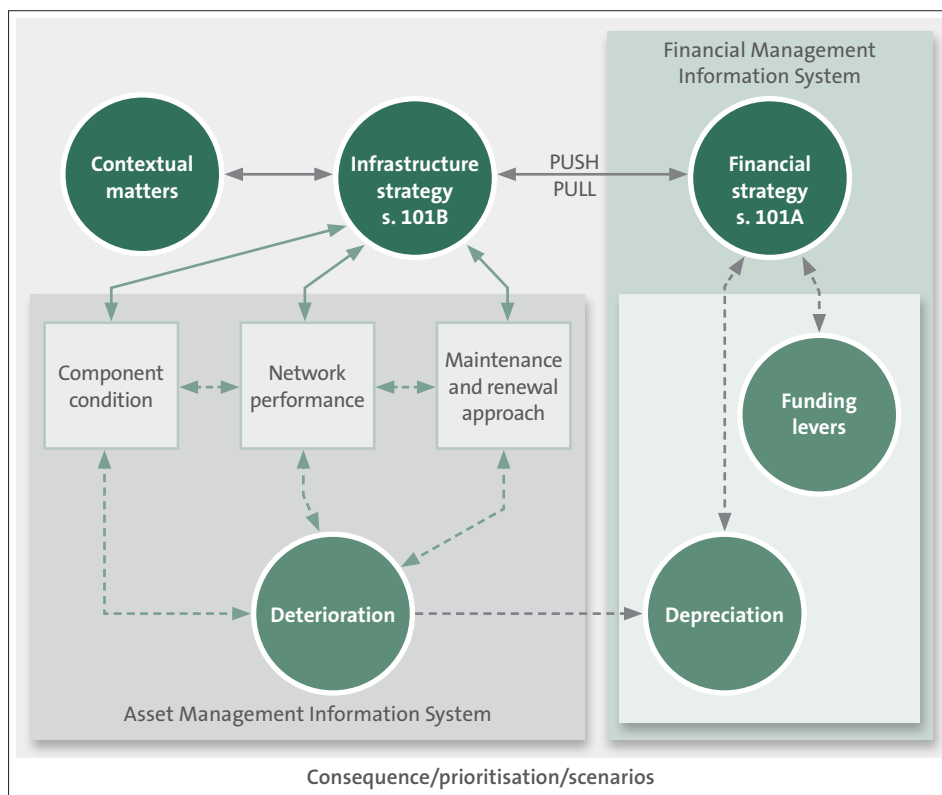 Financial Management
Information System
Contextual
matters
Infrastructure
strategy
s. 101B
PUSH
PULL
Financial
strategy
s. 101A
Component
condition
Network
performance
Maintenance
and renewal
approach
Funding
levers
Deterioration
Depreciation
Asset Management Information System
Consequence/prioritisation/scenarios